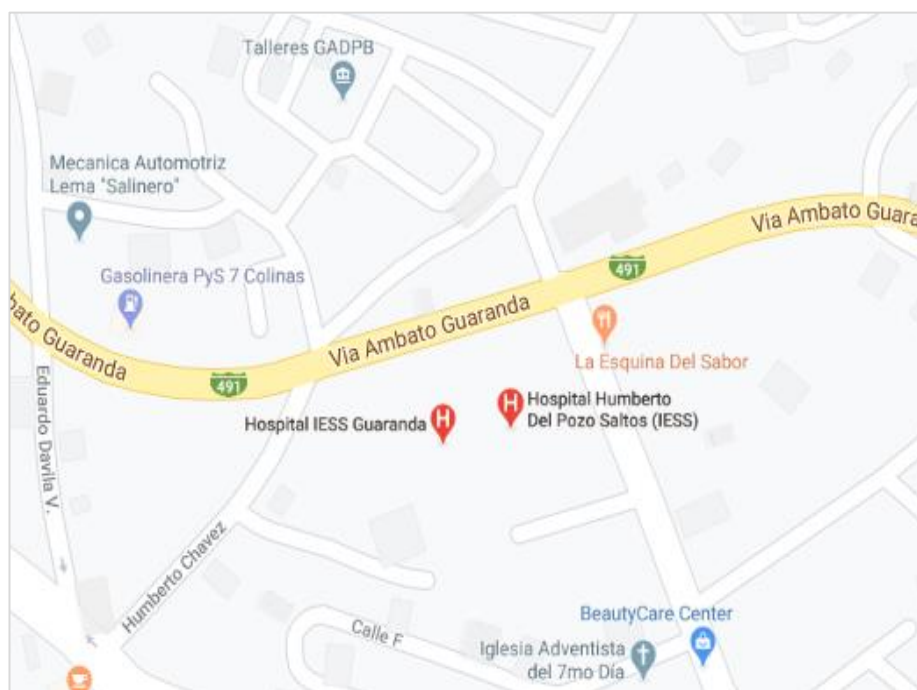 Talleres GADPB
Mecanica Automotriz
Lema "Salinero"
Via Ambato Guara
Gasolinera PyS 7 Colinas
491
bato Guaranda
Via Ambato Guaranda
La Esquina Del Sabor
491
Hospital Humberto
Del Pozo Saltos (IESS)
Hospital IESS Guaranda
Eduardo Davila V.
Humberto Chavez
BeautyCare Center
Calle F
Iglesia Adventista
del 7mo Día